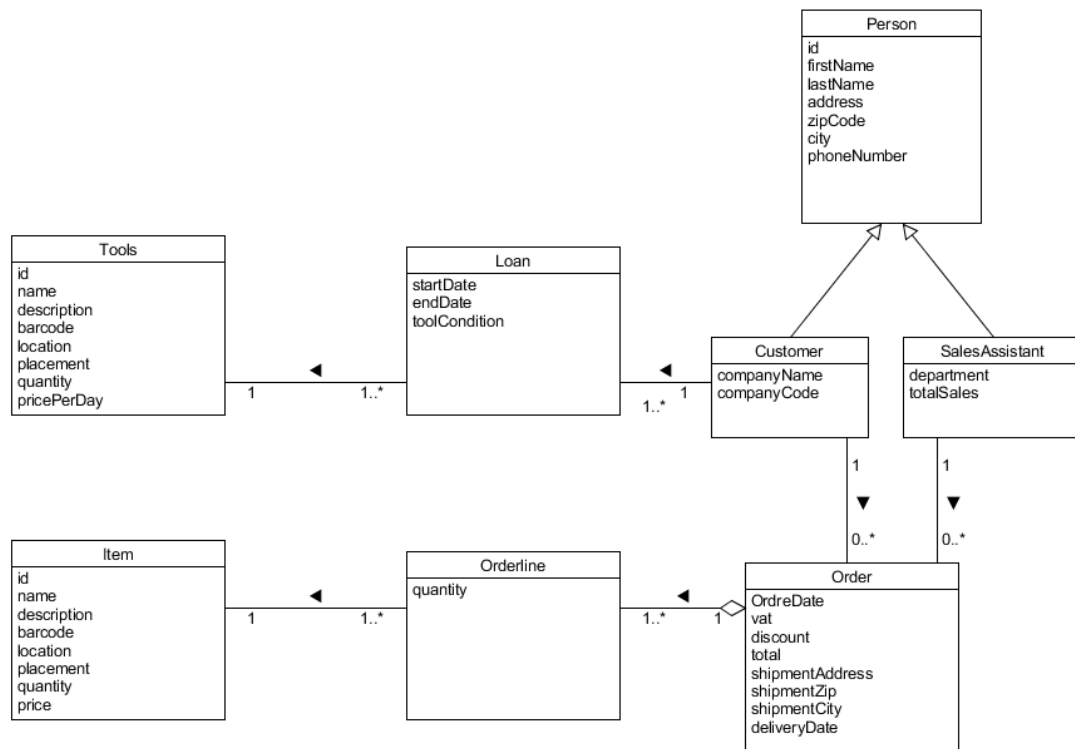 Person
id
firstName
lastName
address
zipCode
city
phoneNumber
Tools
id
name
description
barcode
location
placement
quantity
pricePerDay
Loan
startDate
endDate
toolCondition
Customer
companyName
companyCode
SalesAssistant
department
totalSales
1
1..*
1..*
1
1
0..*
1
0..*
Item
id
name
description
barcode
location
placement
quantity
price
Orderline
quantity
Order
OrdreDate
vat
discount
total
shipmentAddress
shipmentZip
shipmentCity
deliveryDate
1
1..*
1..*
1